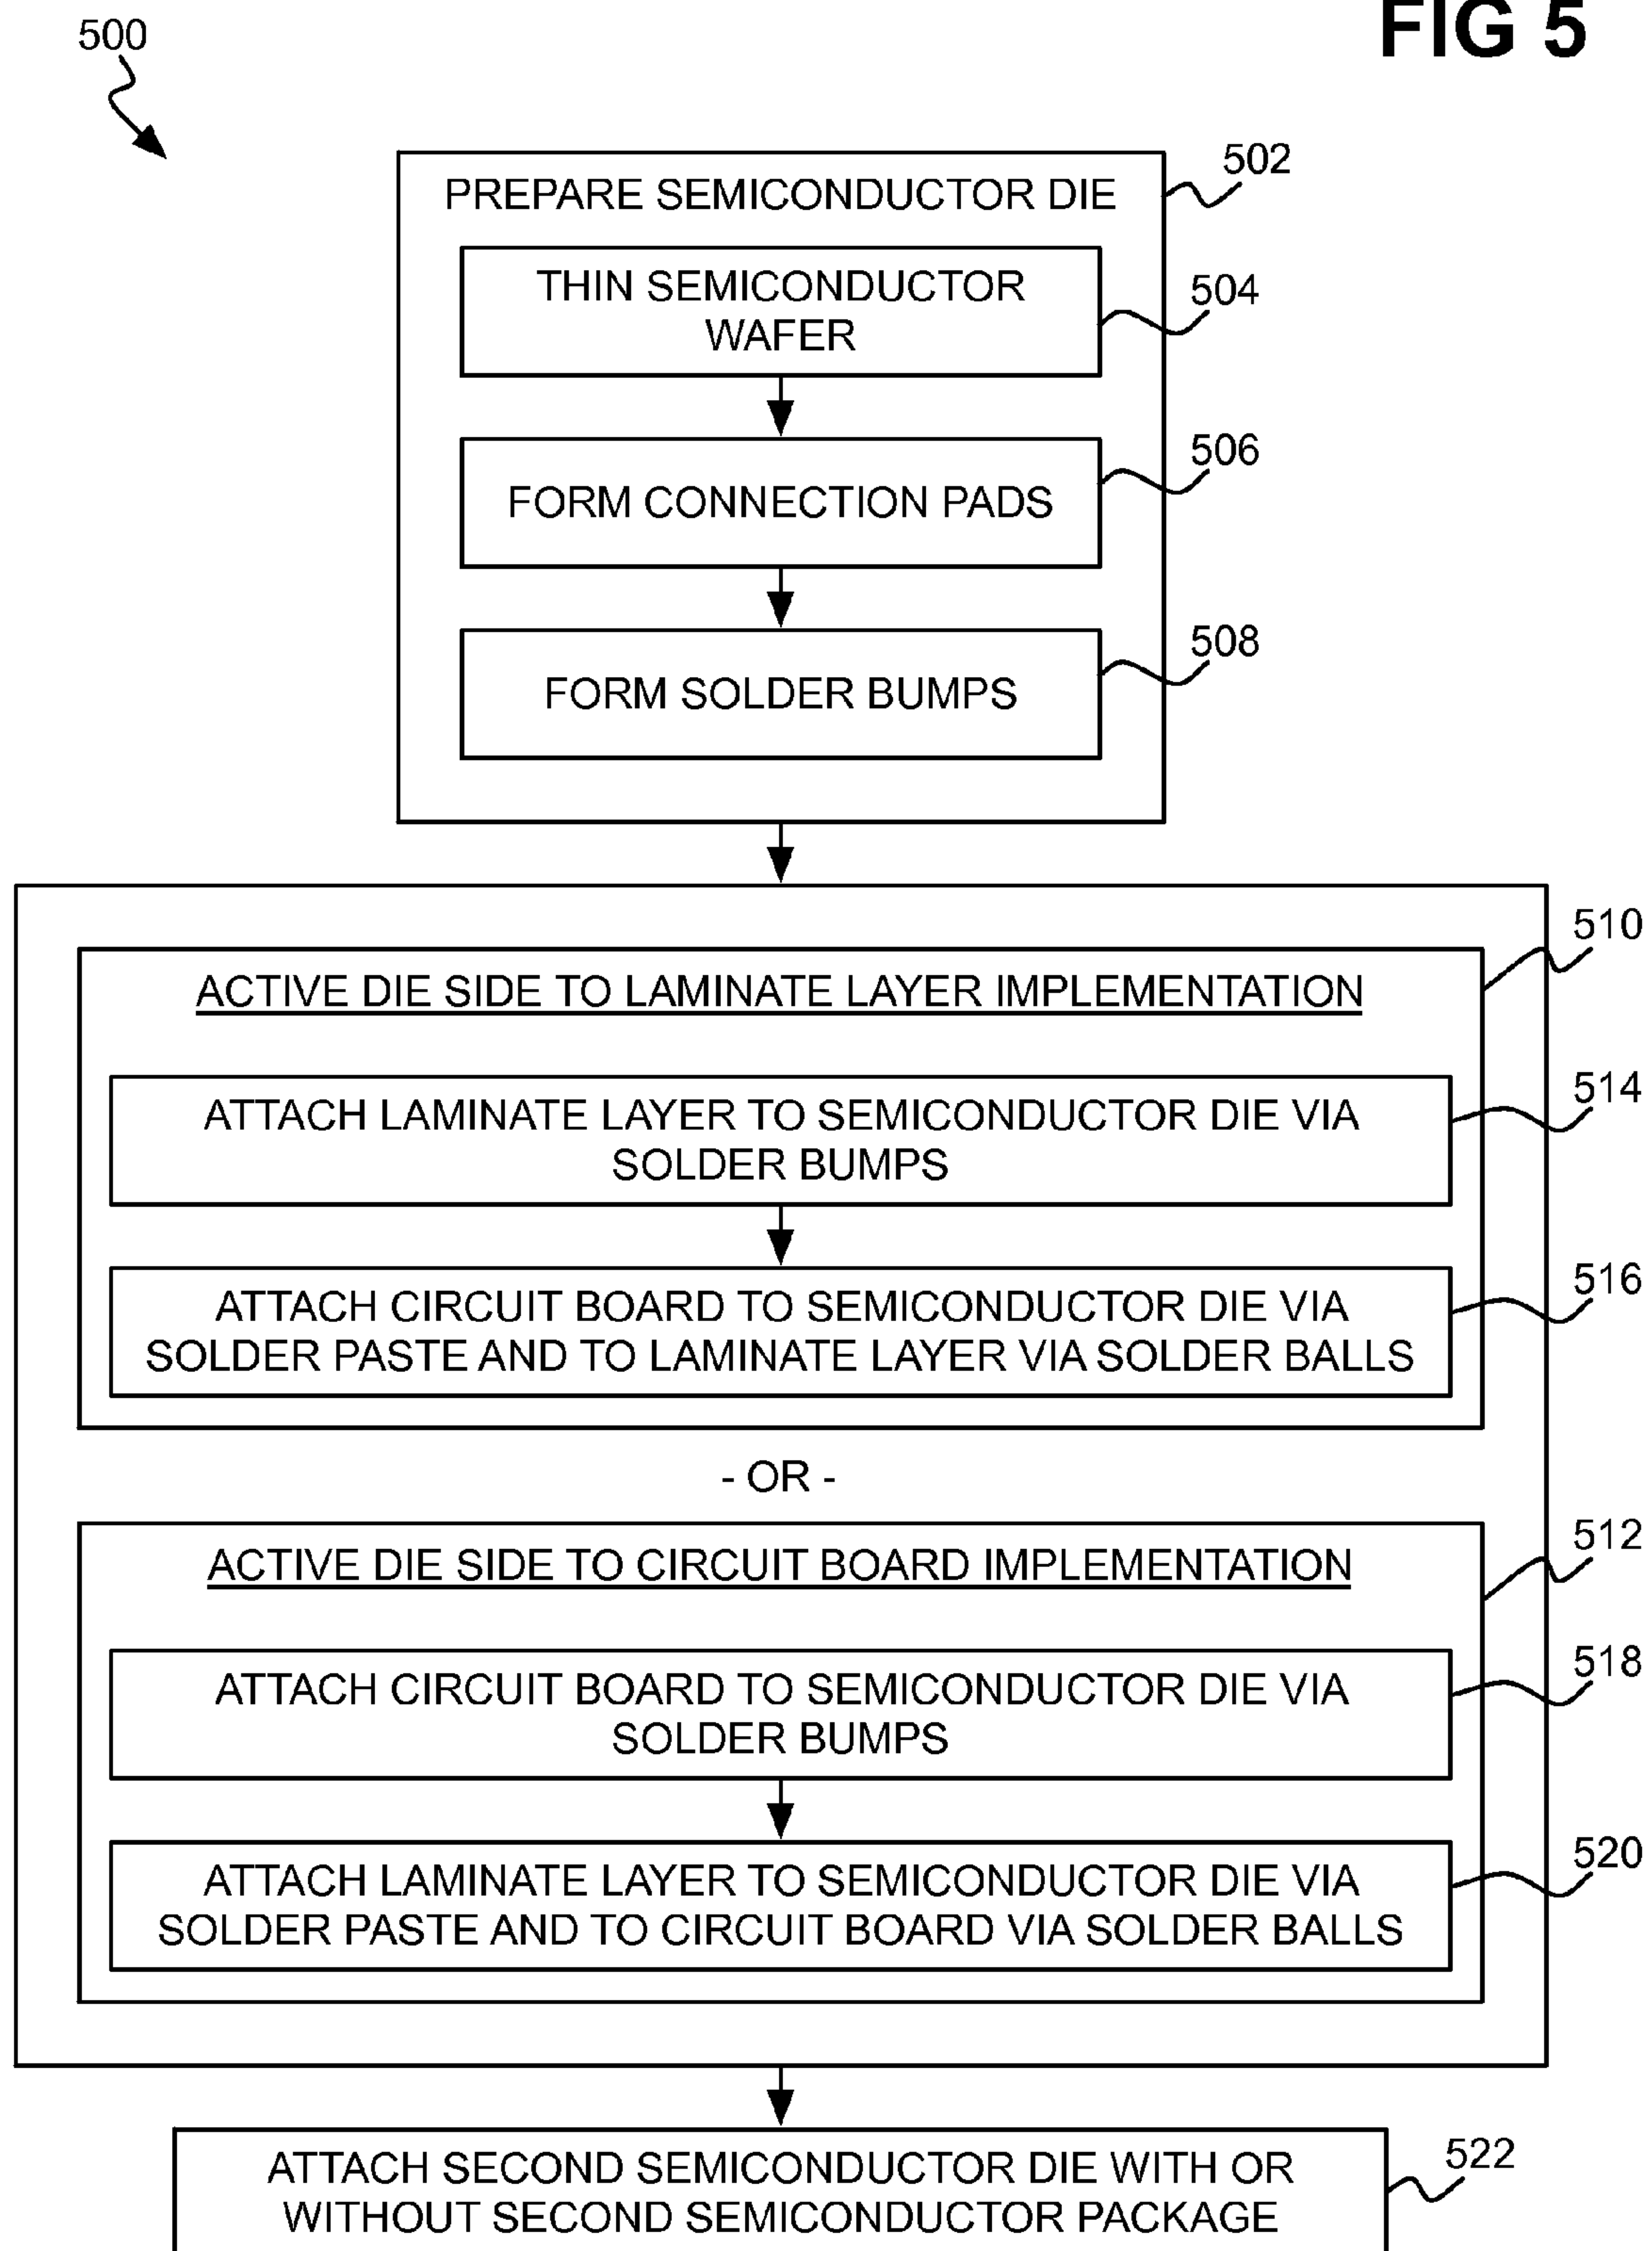 FIG 5
500
502
PREPARE SEMICONDUCTOR DIE
THIN SEMICONDUCTOR
WAFER
504
FORM CONNECTION PADS
506
FORM SOLDER BUMPS
508
510
ACTIVE DIE SIDE TO LAMINATE LAYER IMPLEMENTATION
ATTACH LAMINATE LAYER TO SEMICONDUCTOR DIE VIA
SOLDER BUMPS
514
ATTACH CIRCUIT BOARD TO SEMICONDUCTOR DIE VIA
SOLDER PASTE AND TO LAMINATE LAYER VIA SOLDER BALLS
516
- OR -
512
ACTIVE DIE SIDE TO CIRCUIT BOARD IMPLEMENTATION
ATTACH CIRCUIT BOARD TO SEMICONDUCTOR DIE VIA
SOLDER BUMPS
518
ATTACH LAMINATE LAYER TO SEMICONDUCTOR DIE VIA
SOLDER PASTE AND TO CIRCUIT BOARD VIA SOLDER BALLS
520
ATTACH SECOND SEMICONDUCTOR DIE WITH OR
WITHOUT SECOND SEMICONDUCTOR PACKAGE
522